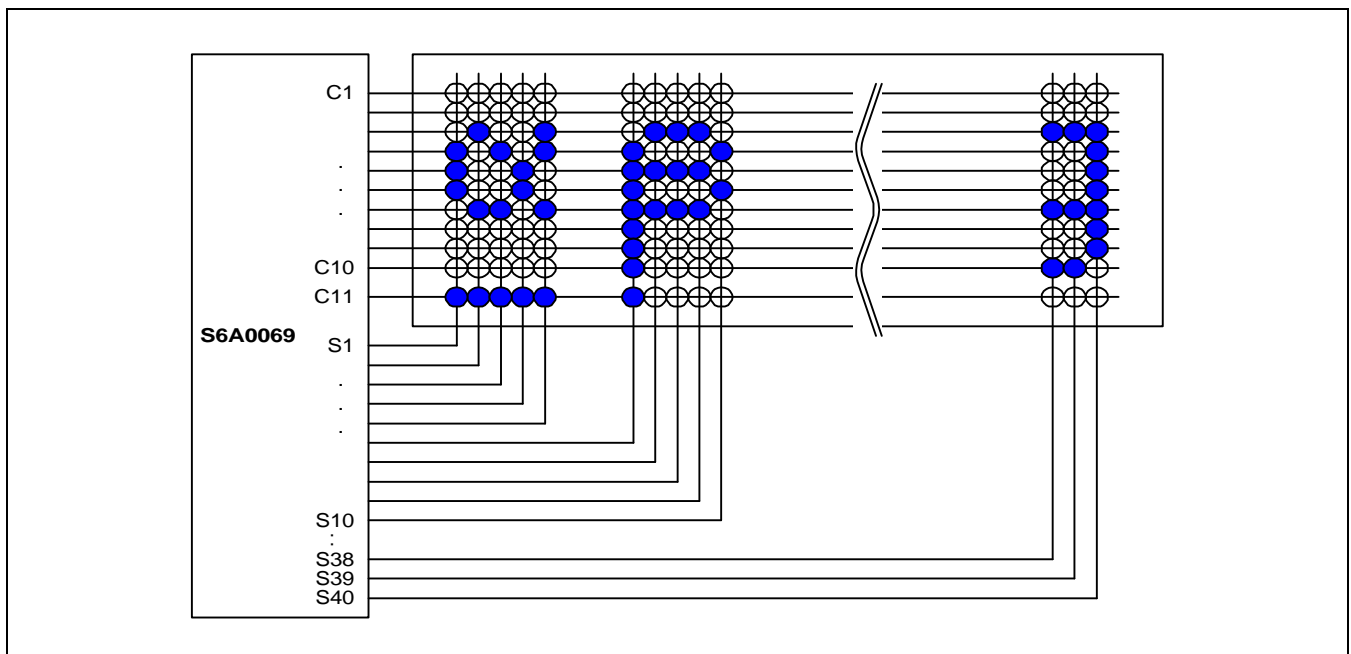 C1
.
.
.
C10
C11
S6A0069
S1
.
.
.
S10
:
S38
S39
S40